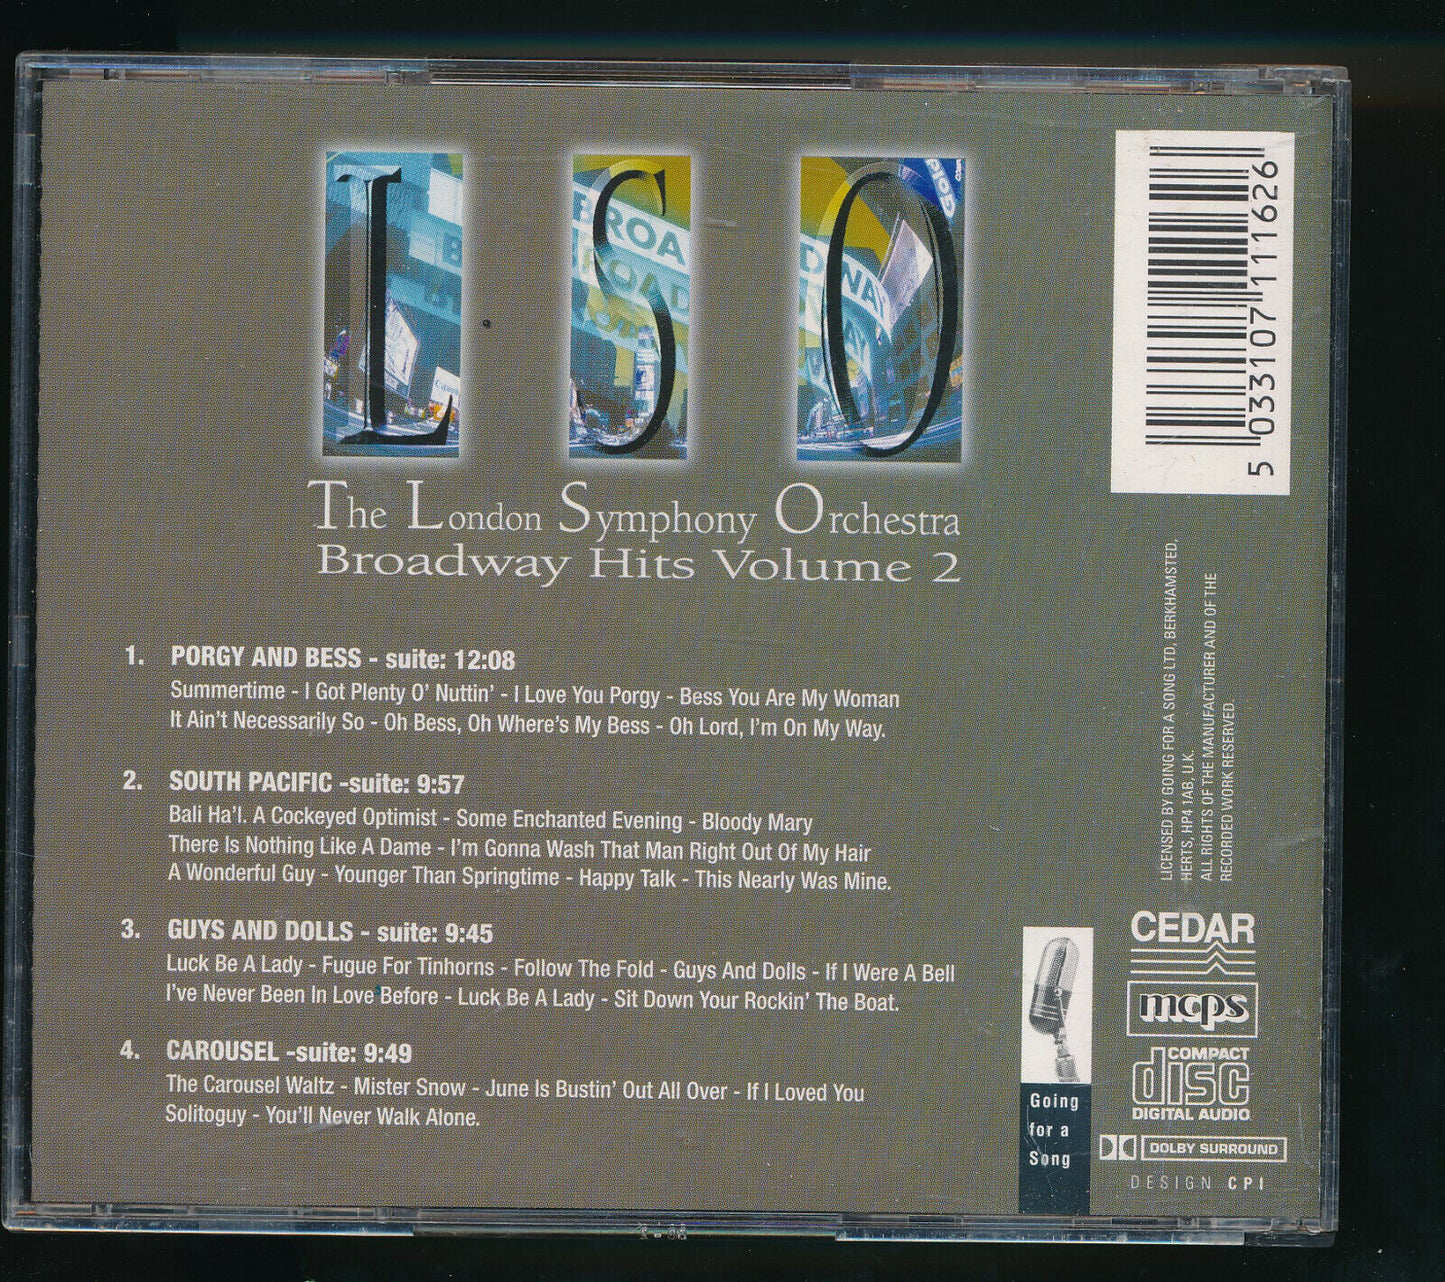 L S O
BROADWAY
The London Symphony Orchestra
Broadway Hits Volume 2
1. PORGY AND BESS - suite: 12:08
Summertime - I Got Plenty O' Nuttin' - I Love You Porgy - Bess You Are My Woman
It Ain't Necessarily So - Oh Bess, Oh Where's My Bess - Oh Lord, I'm On My Way.
2. SOUTH PACIFIC -suite: 9:57
Bali Ha'l. A Cockeyed Optimist - Some Enchanted Evening - Bloody Mary
There Is Nothing Like A Dame - I'm Gonna Wash That Man Right Out Of My Hair
A Wonderful Guy - Younger Than Springtime - Happy Talk - This Nearly Was Mine.
3. GUYS AND DOLLS - suite: 9:45
Luck Be A Lady - Fugue For Tinhorns - Follow The Fold - Guys And Dolls - If I Were A Bell
I've Never Been In Love Before - Luck Be A Lady - Sit Down Your Rockin' The Boat.
4. CAROUSEL -suite: 9:49
The Carousel Waltz - Mister Snow - June Is Bustin' Out All Over - If I Loved You
Solitoguy - You'll Never Walk Alone.
5 033107 111626
LICENSED BY GOING FOR A SONG LTD, BERKHAMSTED,
HERTS, HP4 1AB, U.K.
ALL RIGHTS OF THE MANUFACTURER AND OF THE
RECORDED WORK RESERVED.
Going
for a
Song
CEDAR
mcps
COMPACT
disc
DIGITAL AUDIO
DOLBY SURROUND
DESIGN CPI